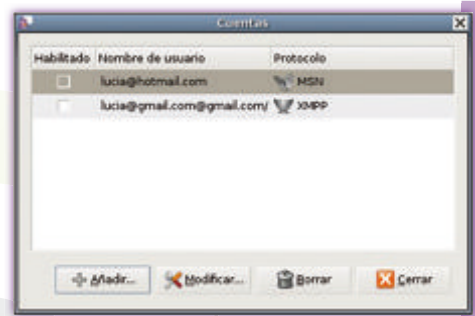 Cuentas
Habilitado Nombre de usuario Protocolo
lucia@hotmail.com MSN
lucia@gmail.com@gmail.com/ XMPP
Añadir... Modificar... Borrar Cerrar